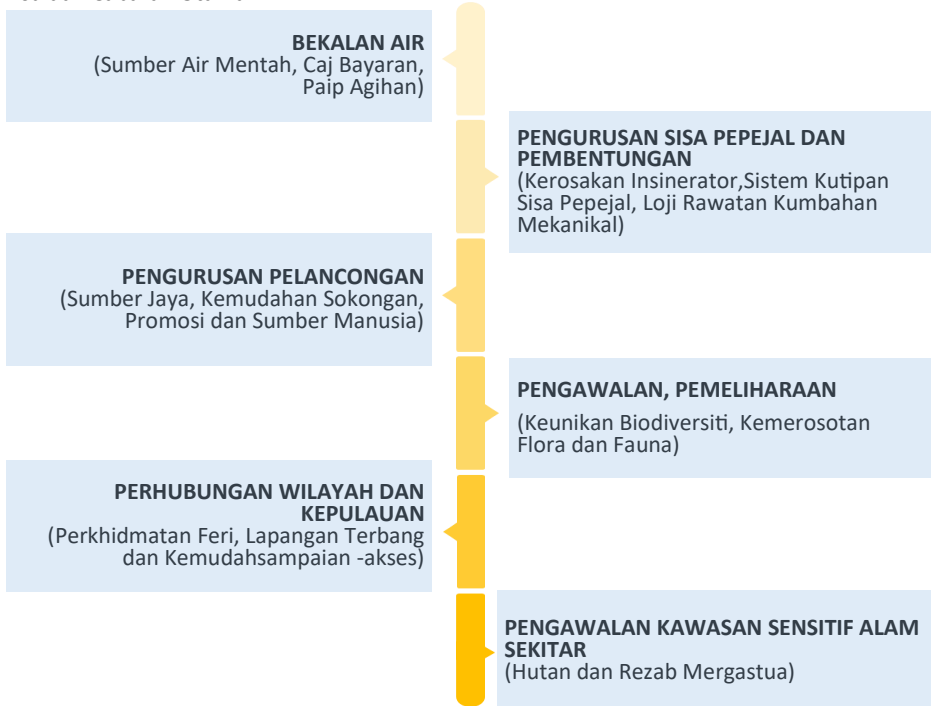 BEKALAN AIR
(Sumber Air Mentah, Caj Bayaran,
Paip Agihan)
PENGURUSAN SISA PEPEJAL DAN
PEMBENTUNGAN
(Kerosakan Insinerator,Sistem Kutipan
Sisa Pepejal, Loji Rawatan Kumbahan
Mekanikal)
PENGURUSAN PELANCONGAN
(Sumber Jaya, Kemudahan Sokongan,
Promosi dan Sumber Manusia)
PENGAWALAN, PEMELIHARAAN
(Keunikan Biodiversiti, Kemerosotan
Flora dan Fauna)
PERHUBUNGAN WILAYAH DAN
KEPULAUAN
(Perkhidmatan Feri, Lapangan Terbang
dan Kemudahsampaian -akses)
PENGAWALAN KAWASAN SENSITIF ALAM
SEKITAR
(Hutan dan Rezab Mergastua)